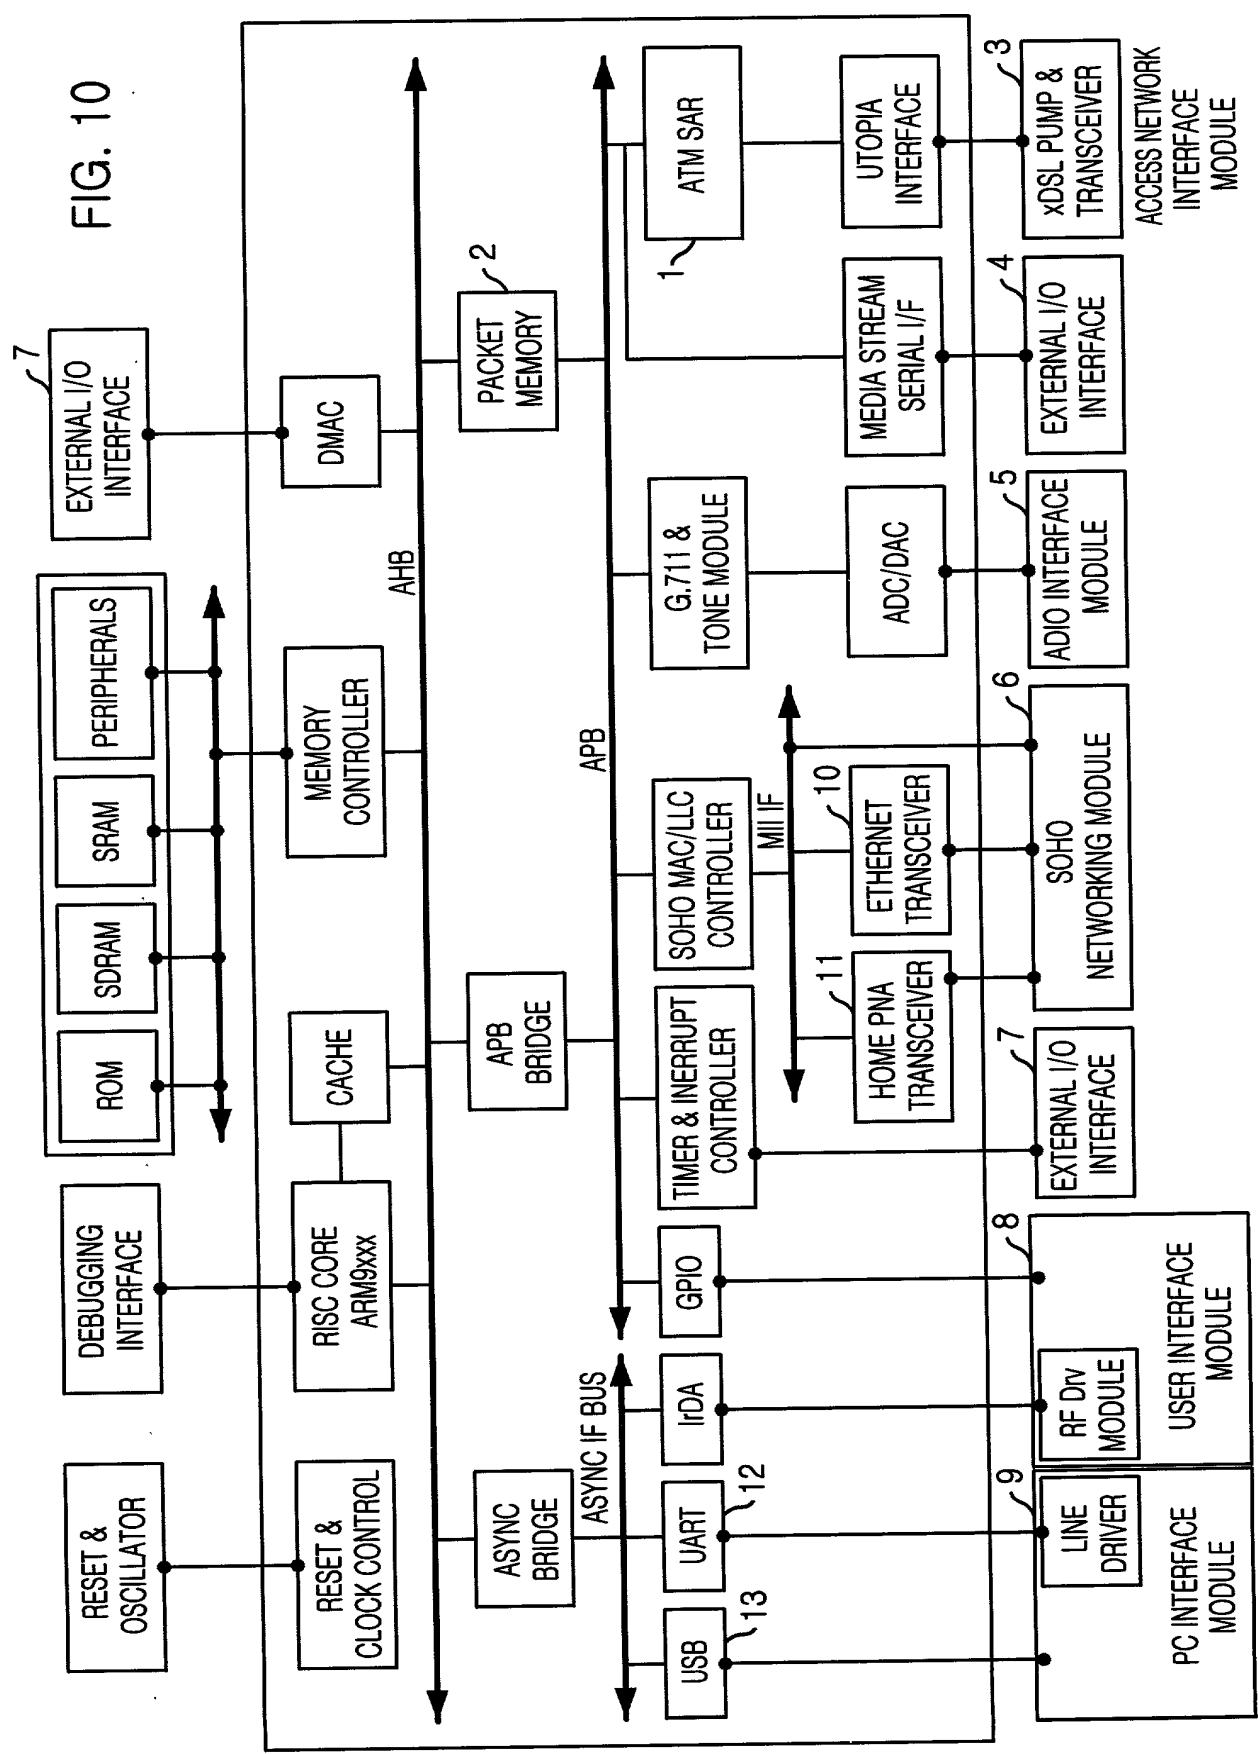 FIG. 10
RESET &
OSCILLATOR
DEBUGGING
INTERFACE
ROM
SDRAM
SRAM
PERIPHERALS
EXTERNAL I/O
INTERFACE
7
RESET &
CLOCK CONTROL
RISC CORE
ARM9xxx
CACHE
MEMORY
CONTROLLER
DMAC
AHB
ASYNC
BRIDGE
APB
BRIDGE
PACKET
MEMORY
2
ASYNC IF BUS
APB
USB
13
UART
12
IrDA
GPIO
TIMER & INERRUPT
CONTROLLER
SOHO MAC/LLC
CONTROLLER
G.711 &
TONE MODULE
ATM SAR
1
MII IF
HOME PNA
TRANSCEIVER
11
ETHERNET
TRANSCEIVER
10
ADC/DAC
MEDIA STREAM
SERIAL I/F
UTOPIA
INTERFACE
PC INTERFACE
MODULE
LINE
DRIVER
9
RF Drv
MODULE
USER INTERFACE
MODULE
8
EXTERNAL I/O
INTERFACE
7
SOHO
NETWORKING MODULE
6
ADIO INTERFACE
MODULE
5
EXTERNAL I/O
INTERFACE
4
xDSL PUMP &
TRANSCEIVER
3
ACCESS NETWORK
INTERFACE
MODULE